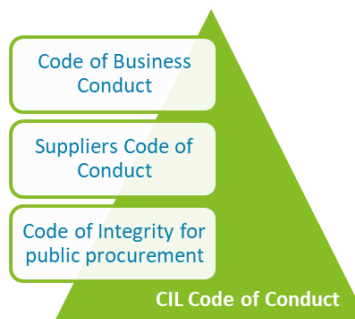 Code of Business
Conduct
Suppliers Code of
Conduct
Code of Integrity for
public procurement
CIL Code of Conduct